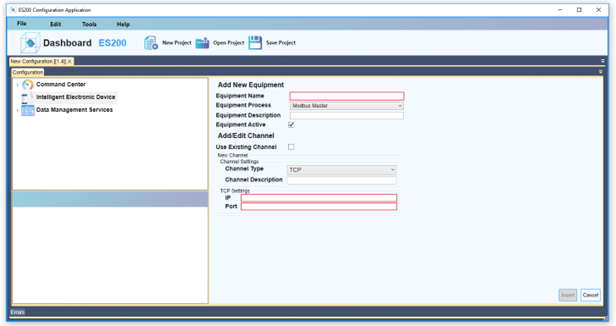 ES200 Configuration Application
File Edit Tools Help
Dashboard ES200 New Project Open Project Save Project
New Configuration [(1.4)] ×
Configuration
Command Center
Intelligent Electronic Device
Data Management Services
Add New Equipment
Equipment Name
Equipment Process Modbus Master
Equipment Description
Equipment Active
Add/Edit Channel
Use Existing Channel
New Channel
Channel Settings
Channel Type TCP
Channel Description
TCP Settings
IP
Port
Insert Cancel
Errors